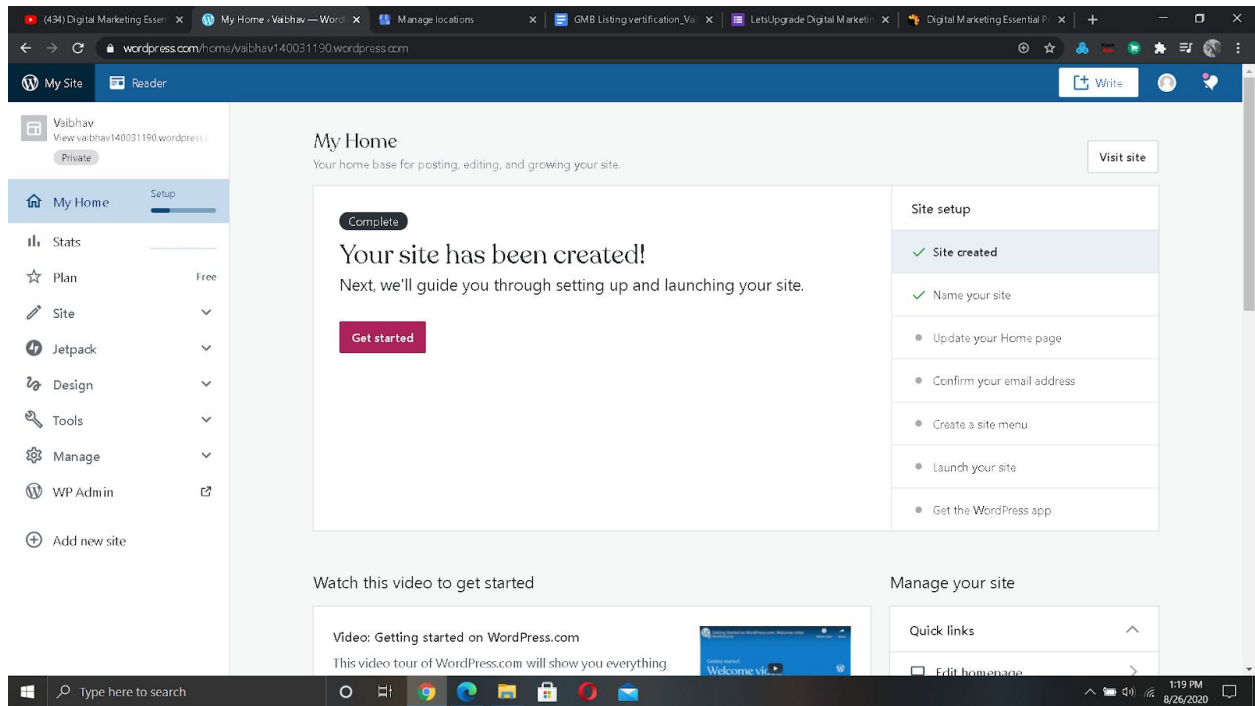 (434) Digital Marketing Essen
My Home ‹ Vaibhav — Word
Manage locations
GMB Listing vertification_Vai
LetsUpgrade Digital Marketin
Digital Marketing Essential P
wordpress.com/home/vaibhav140031190.wordpress.com
My Site
Reader
Write
Vaibhav
View vaibhav140031190.wordpress.c
Private
My Home
Setup
Stats
Plan
Free
Site
Jetpack
Design
Tools
Manage
WP Admin
Add new site
My Home
Your home base for posting, editing, and growing your site.
Visit site
Complete
Your site has been created!
Next, we'll guide you through setting up and launching your site.
Get started
Site setup
Site created
Name your site
Update your Home page
Confirm your email address
Create a site menu
Launch your site
Get the WordPress app
Watch this video to get started
Video: Getting started on WordPress.com
This video tour of WordPress.com will show you everything
Welcome vi
Manage your site
Quick links
Edit homepage
Type here to search
1:19 PM
8/26/2020